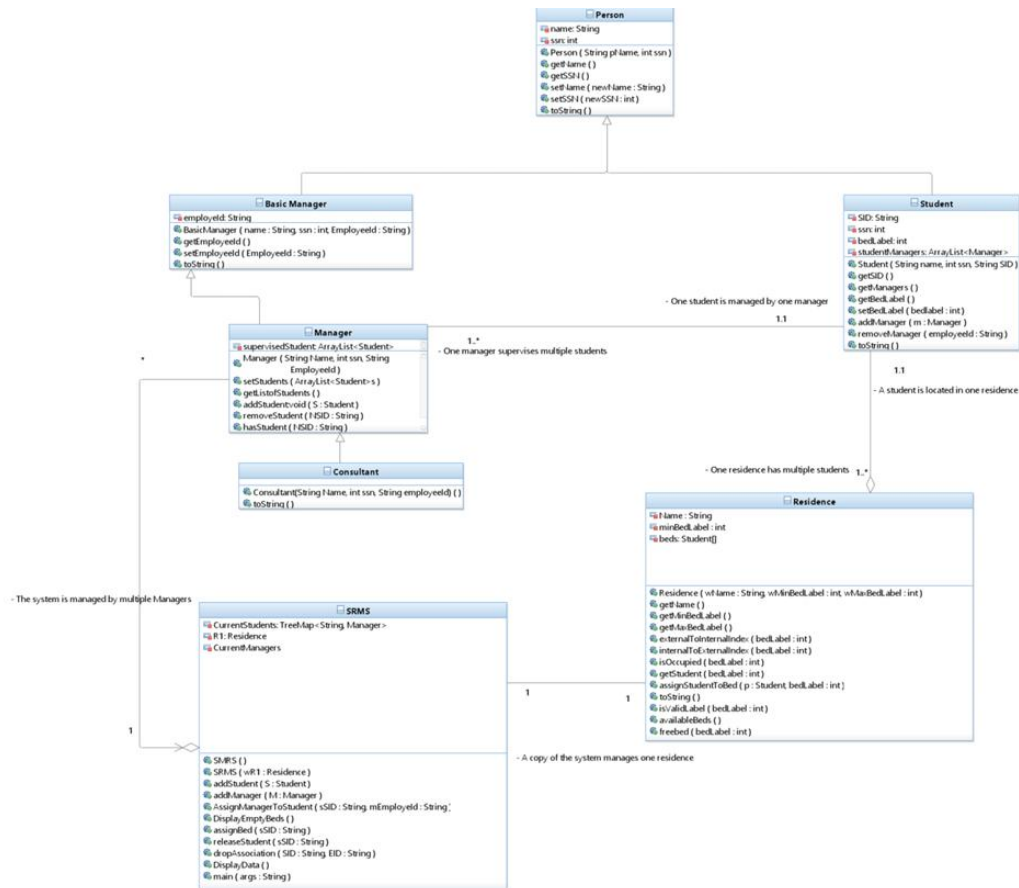 Person
name: String
ssn: int
Person ( String pName, int ssn )
getName ( )
getSSN ( )
setName ( newName : String )
setSSN ( newSSN : int )
toString ( )
Basic Manager
employeId: String
BasicManager ( name : String, ssn : int, EmployeeId : String )
getEmployeeId ( )
setEmployeeId ( EmployeeId : String )
toString ( )
Student
SID: String
ssn: int
bedLabel: int
studentManagers: ArrayList<Manager>
Student ( String name, int ssn, String SID )
getSID ( )
getManagers ( )
getBedLabel ( )
setBedLabel ( bedlabel : int )
addManager ( m : Manager )
removeManager ( employeeId : String )
toString ( )
- One student is managed by one manager
1.1
1..*
- One manager supervises multiple students
Manager
supervisedStudent: ArrayList<Student>
Manager ( String Name, int ssn, String
EmployeeId )
setStudents ( ArrayList<Student> s )
getListofStudents ( )
addStudent:void ( S : Student )
removeStudent ( NSID : String )
hasStudent ( NSID : String )
*
1.1
- A student is located in one residence
Consultant
Consultant(String Name, int ssn, String employeeId) ( )
toString ( )
- One residence has multiple students
1..*
Residence
Name : String
minBedLabel : int
beds: Student[]
Residence ( wName : String, wMinBedLabel : int, wMaxBedLabel : int )
getName ( )
getMinBedLabel ( )
getMaxBedLabel ( )
externalToInternalIndex ( bedLabel : int )
internalToExternalIndex ( bedLabel : int )
isOccupied ( bedLabel : int )
getStudent ( bedLabel : int )
assignStudentToBed ( p : Student, bedLabel : int )
toString ( )
isValidLabel ( bedLabel : int )
availableBeds ( )
freebed ( bedLabel : int )
- The system is managed by multiple Managers
SRMS
CurrentStudents: TreeMap<String, Manager>
R1: Residence
CurrentManagers
SMRS ( )
SRMS ( wR1 : Residence )
addStudent ( S : Student )
addManager ( M : Manager )
AssignManagerToStudent ( sSID : String, mEmployeId : String )
DisplayEmptyBeds ( )
assignBed ( sSID : String )
releaseStudent ( sSID : String )
dropAssociation ( SID : String, EID : String )
DisplayData ( )
main ( args : String )
1
1
1
- A copy of the system manages one residence